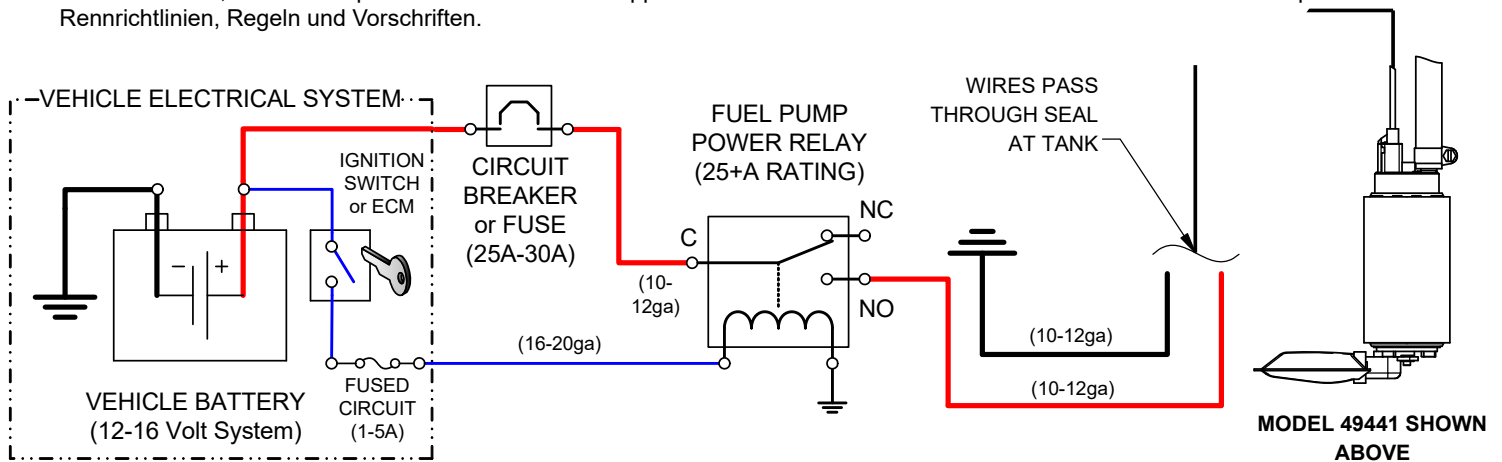 Rennrichtlinien, Regeln und Vorschriften.
VEHICLE ELECTRICAL SYSTEM
IGNITION
SWITCH
or ECM
CIRCUIT
BREAKER
or FUSE
(25A-30A)
FUEL PUMP
POWER RELAY
(25+A RATING)
WIRES PASS
THROUGH SEAL
AT TANK
C
NC
NO
(10-
12ga)
− +
(16-20ga)
(10-12ga)
(10-12ga)
FUSED
CIRCUIT
(1-5A)
VEHICLE BATTERY
(12-16 Volt System)
MODEL 49441 SHOWN
ABOVE